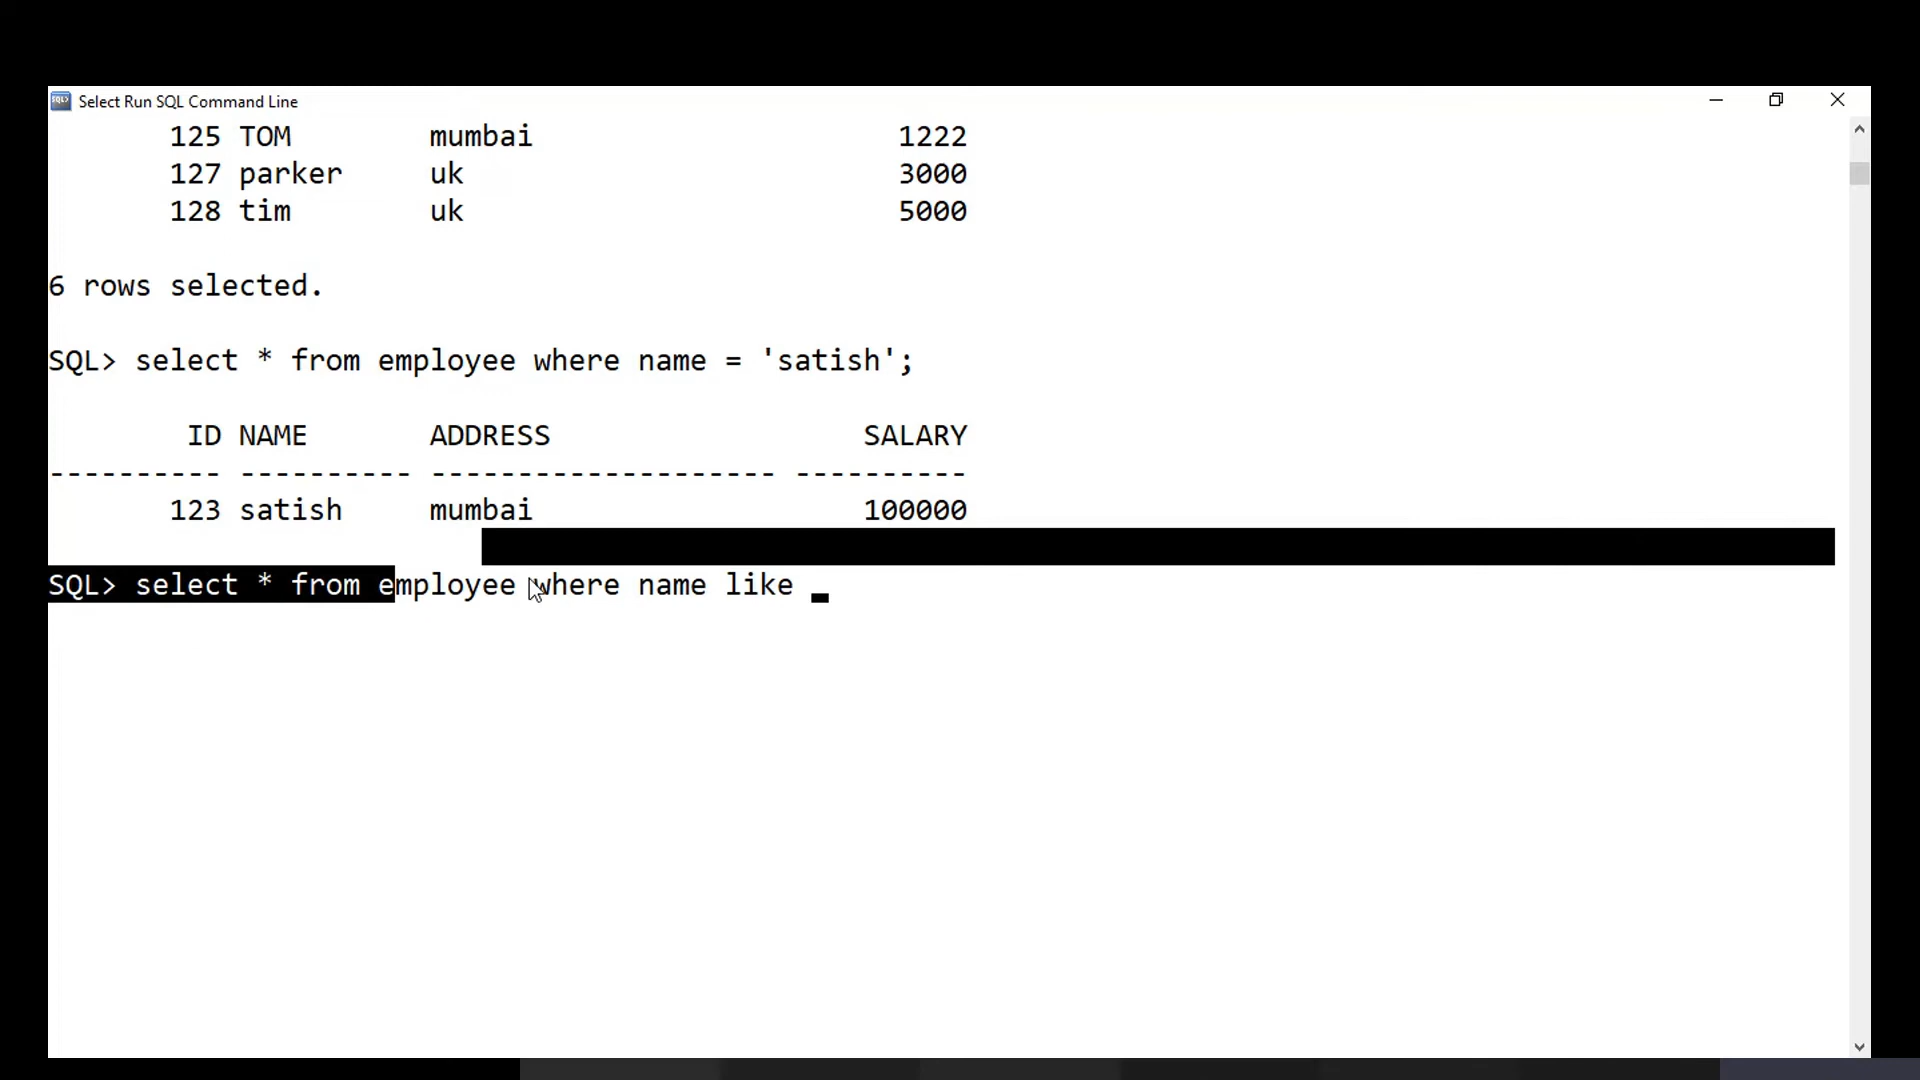 Select Run SQL Command Line
125 TOM mumbai 1222
127 parker uk 3000
128 tim uk 5000
6 rows selected.
SQL> select * from employee where name = 'satish';
ID NAME ADDRESS SALARY
---------- ---------- -------------------- ----------
123 satish mumbai 100000
SQL> select * from employee where name like _